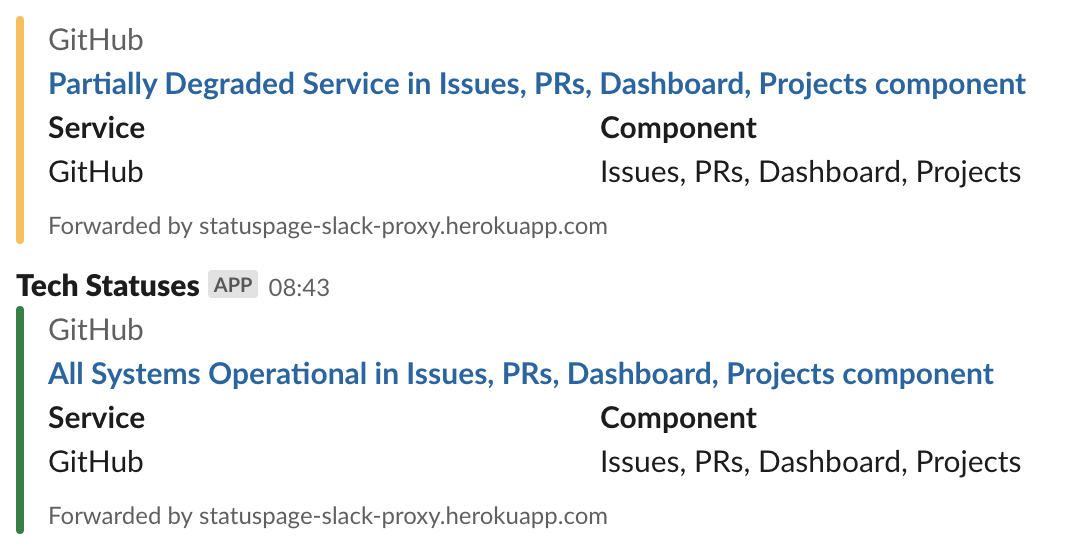 GitHub
Partially Degraded Service in Issues, PRs, Dashboard, Projects component
Service Component
GitHub Issues, PRs, Dashboard, Projects
Forwarded by statuspage-slack-proxy.herokuapp.com
Tech Statuses APP 08:43
GitHub
All Systems Operational in Issues, PRs, Dashboard, Projects component
Service Component
GitHub Issues, PRs, Dashboard, Projects
Forwarded by statuspage-slack-proxy.herokuapp.com